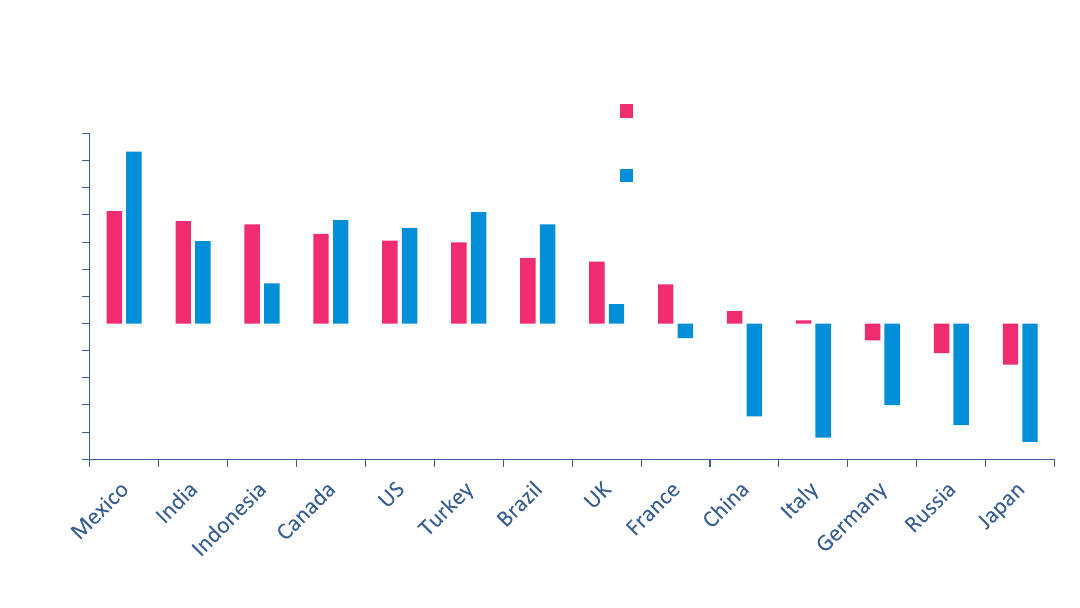 Mexico
India
Indonesia
Canada
US
Turkey
Brazil
UK
France
China
Italy
Germany
Russia
Japan